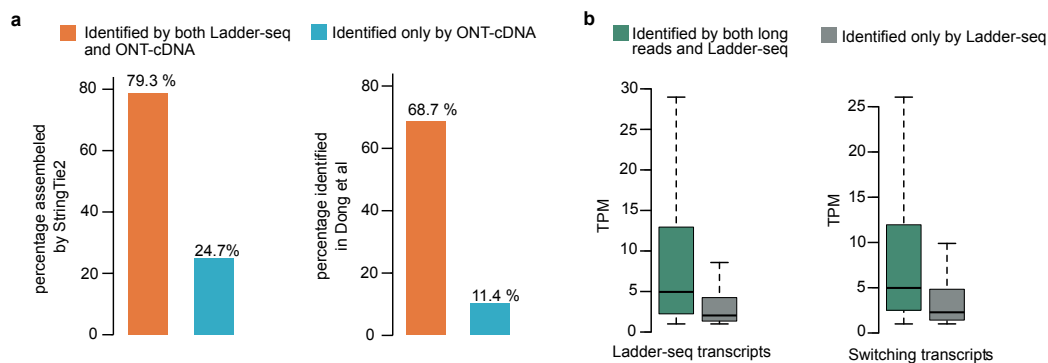 a
Identified by both Ladder-seq
and ONT-cDNA
Identified only by ONT-cDNA
percentage assembeled
by StringTie2
80
60
40
20
0
79.3 %
24.7%
percentage identified
in Dong et al
80
60
40
20
0
68.7 %
11.4 %
b
Identified by both long
reads and Ladder-seq
Identified only by Ladder-seq
TPM
30
25
20
15
10
5
0
Ladder-seq transcripts
TPM
25
20
15
10
5
0
Switching transcripts